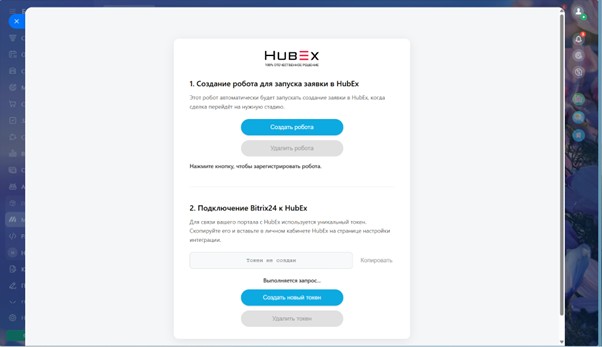 HUBEX
100% ОТЕЧЕСТВЕННОЕ РЕШЕНИЕ
1. Создание робота для запуска заявки в HubEx
Этот робот автоматически будет запускать создание заявки в HubEx, когда
сделка перейдёт на нужную стадию.
Создать робота
Удалить робота
Нажмите кнопку, чтобы зарегистрировать робота.
2. Подключение Bitrix24 к HubEx
Для связи вашего портала с HubEx используется уникальный токен.
Скопируйте его и вставьте в личном кабинете HubEx на странице настройки
интеграции.
Токен не создан
Копировать
Выполняется запрос...
Создать новый токен
Удалить токен